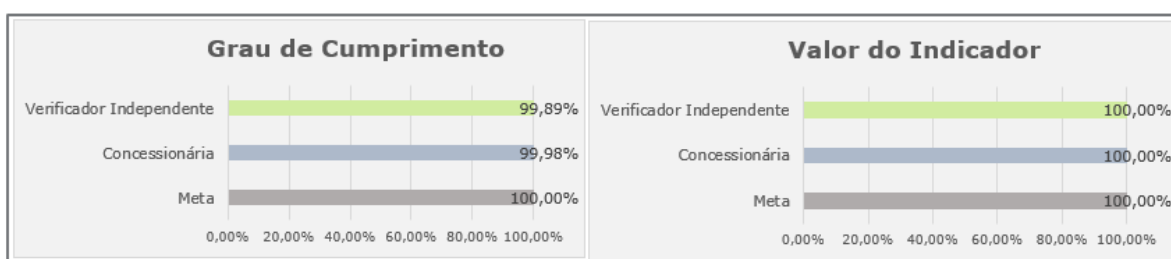 Grau de Cumprimento
Verificador Independente 99,89%
Concessionária 99,98%
Meta 100,00%
0,00% 20,00% 40,00% 60,00% 80,00% 100,00%
Valor do Indicador
Verificador Independente 100,00%
Concessionária 100,00%
Meta 100,00%
0,00% 20,00% 40,00% 60,00% 80,00% 100,00%